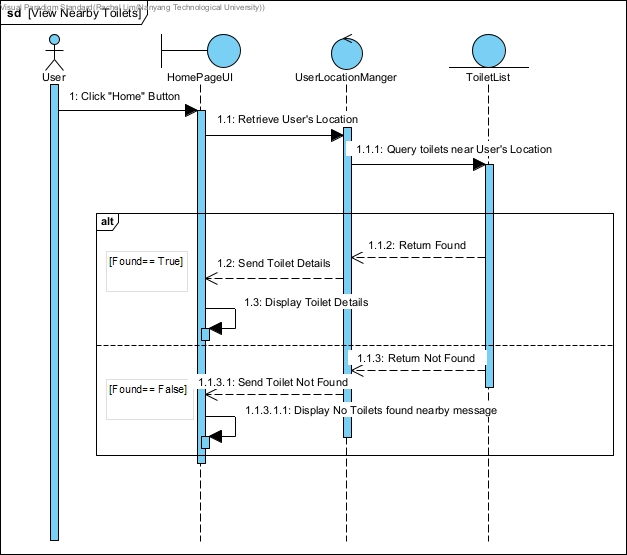 Visual Paradigm Standard(Rachel Lim(Nanyang Technological University))
sd [View Nearby Toilets]
User
HomePageUI
UserLocationManger
ToiletList
1: Click "Home" Button
1.1: Retrieve User's Location
1.1.1: Query toilets near User's Location
alt
1.1.2: Return Found
[Found== True]
1.2: Send Toilet Details
1.3: Display Toilet Details
1.1.3: Return Not Found
[Found== False]
1.1.3.1: Send Toilet Not Found
1.1.3.1.1: Display No Toilets found nearby message